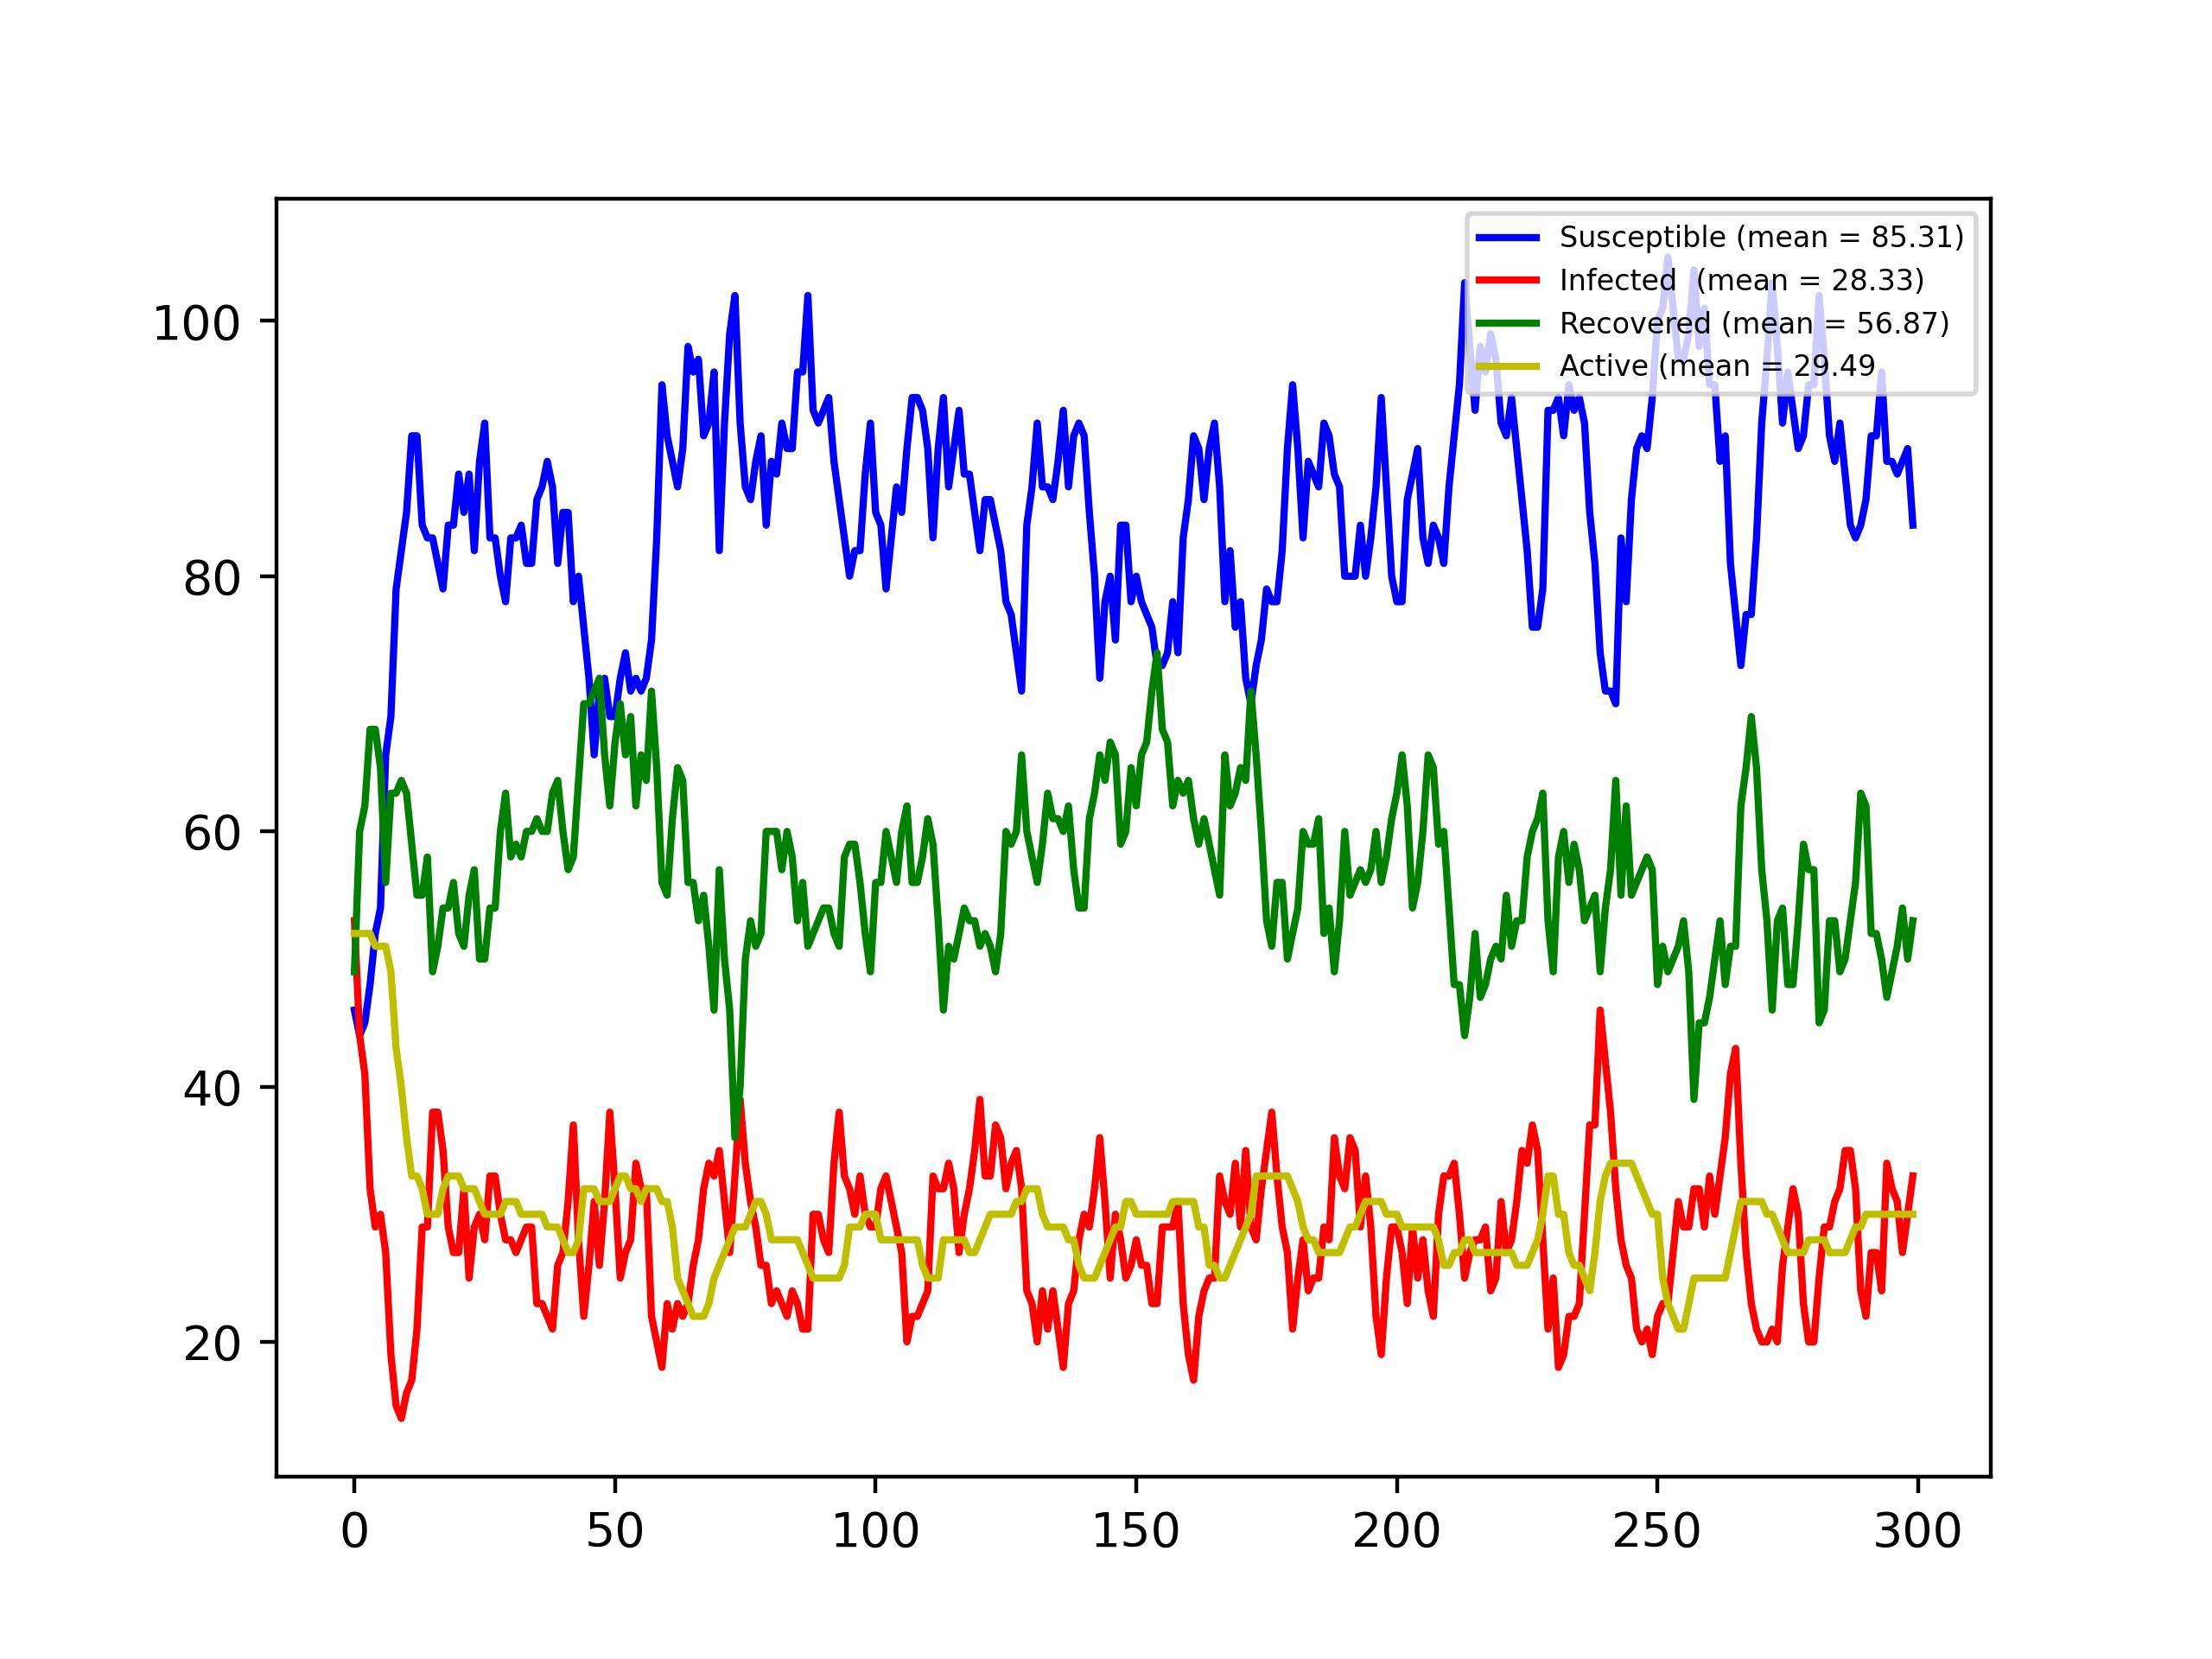 Susceptible (mean = 85.31)
Infected  (mean = 28.33)
Recovered (mean = 56.87)
Active (mean = 29.49
100
80
60
40
20
0 50 100 150 200 250 300